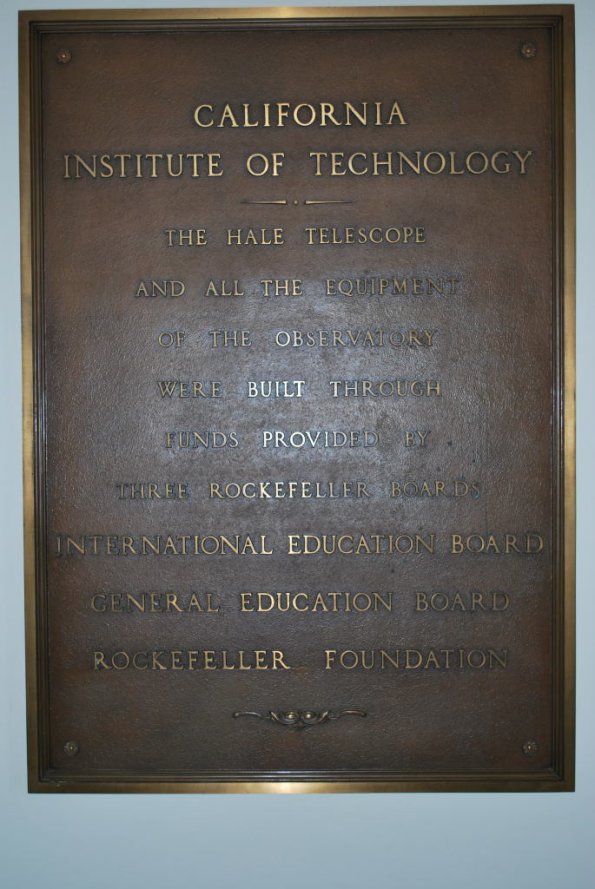 CALIFORNIA
INSTITUTE OF TECHNOLOGY
THE HALE TELESCOPE
AND ALL THE EQUIPMENT
OF THE OBSERVATORY
WERE BUILT THROUGH
FUNDS PROVIDED BY
THREE ROCKEFELLER BOARDS
INTERNATIONAL EDUCATION BOARD
GENERAL EDUCATION BOARD
ROCKEFELLER FOUNDATION